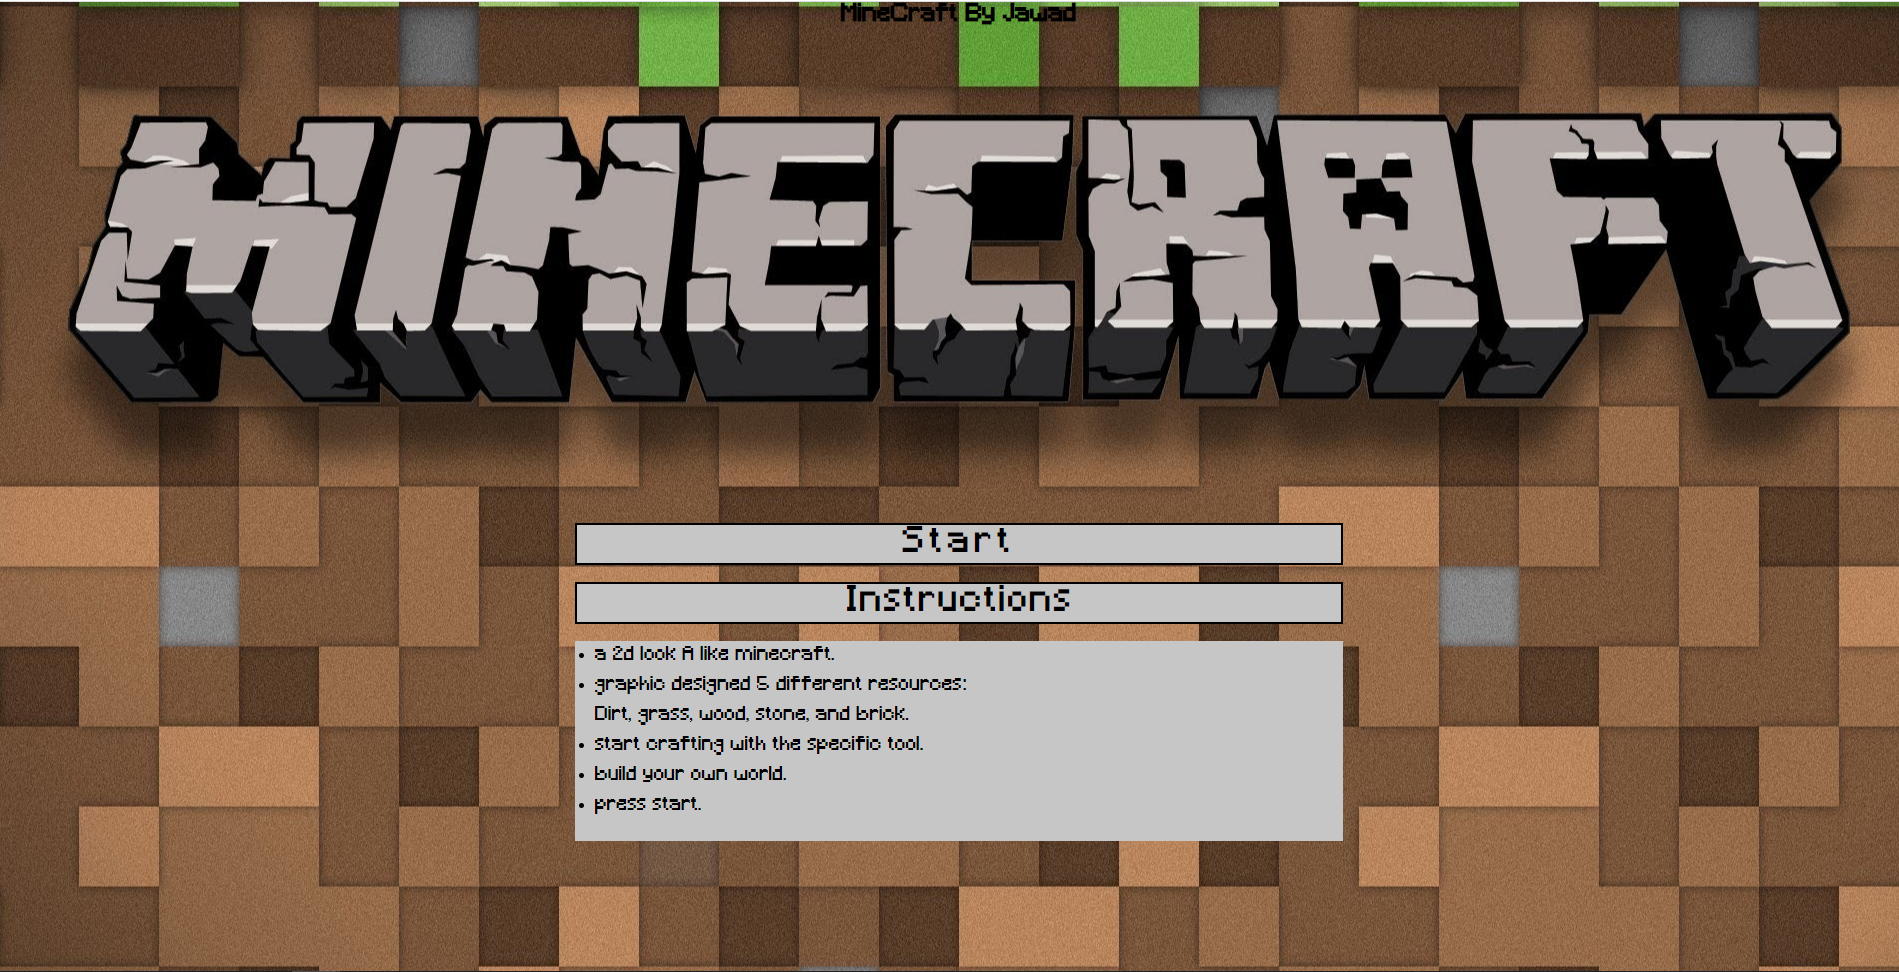 MineCraft By Jawad
MINECRAFT
Start
Instructions
• a 2d look A like minecraft.
• graphic designed 5 different resources:
Dirt, grass, wood, stone, and brick.
• start crafting with the specific tool.
• build your own world.
• press start.